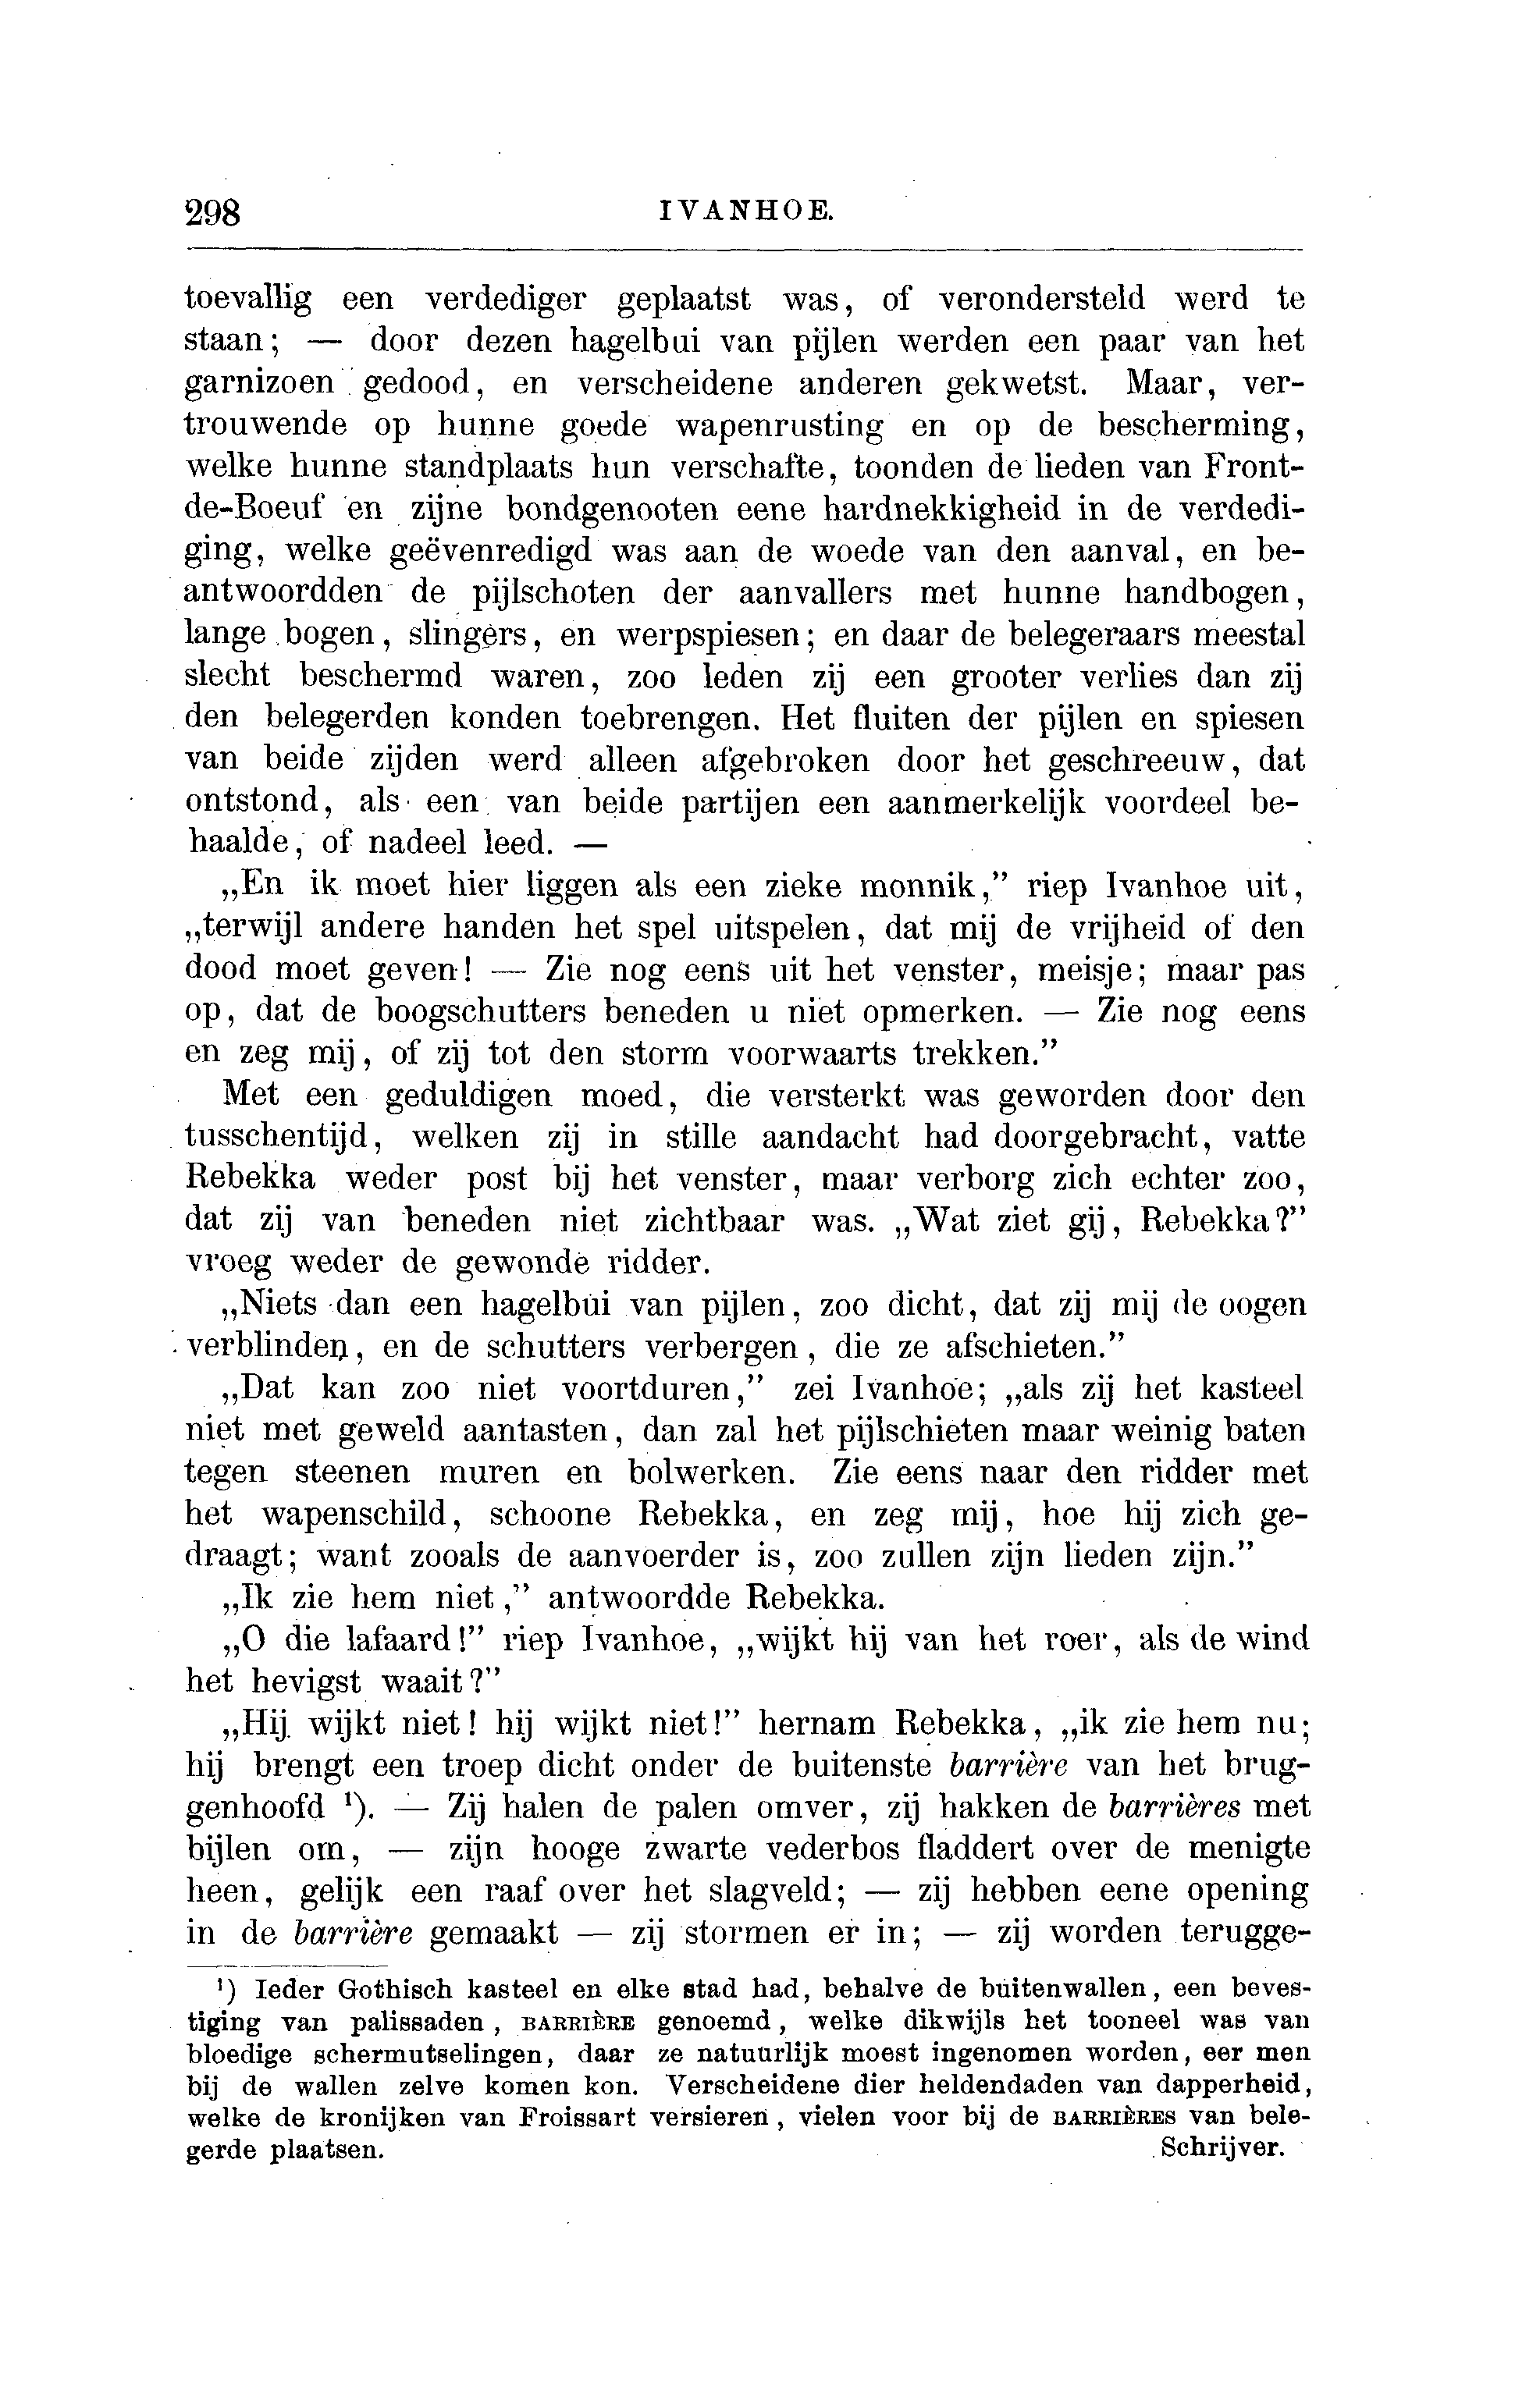 298 IVANHOE.
toevallig een verdediger geplaatst was, of verondersteld werd te
staan; — door dezen hagelbui van pijlen werden een paar van het
garnizoen gedood, en verscheidene anderen gekwetst. Maar, ver-
trouwende op hunne goede wapenrusting en op de bescherming,
welke hunne standplaats hun verschafte, toonden de lieden van Front-
de-Boeuf en zijne bondgenooten eene hardnekkigheid in de verdedi-
ging, welke geëvenredigd was aan de woede van den aanval, en be-
antwoordden de pijlschoten der aanvallers met hunne handbogen,
lange bogen, slingers, en werpspiesen; en daar de belegeraars meestal
slecht beschermd waren, zoo leden zij een grooter verlies dan zij
den belegerden konden toebrengen. Het fluiten der pijlen en spiesen
van beide zijden werd alleen afgebroken door het geschreeuw, dat
ontstond, als een van beide partijen een aanmerkelijk voordeel be-
haalde, of nadeel leed. —
„En ik moet hier liggen als een zieke monnik,” riep Ivanhoe uit,
„terwijl andere handen het spel uitspelen, dat mij de vrijheid of den
dood moet geven! — Zie nog eens uit het venster, meisje; maar pas
op, dat de boogschutters beneden u niet opmerken. — Zie nog eens
en zeg mij, of zij tot den storm voorwaarts trekken.”
Met een geduldigen moed, die versterkt was geworden door den
tusschentijd, welken zij in stille aandacht had doorgebracht, vatte
Rebekka weder post bij het venster, maar verborg zich echter zoo,
dat zij van beneden niet zichtbaar was. „Wat ziet gij, Rebekka?”
vroeg weder de gewonde ridder.
„Niets dan een hagelbui van pijlen, zoo dicht, dat zij mij de oogen
verblinden, en de schutters verbergen, die ze afschieten.”
„Dat kan zoo niet voortduren,” zei Ivanhoe; „als zij het kasteel
niet met geweld aantasten, dan zal het pijlschieten maar weinig baten
tegen steenen muren en bolwerken. Zie eens naar den ridder met
het wapenschild, schoone Rebekka, en zeg mij, hoe hij zich ge-
draagt; want zooals de aanvoerder is, zoo zullen zijn lieden zijn.”
„Ik zie hem niet,” antwoordde Rebekka.
„O die lafaard!” riep Ivanhoe, „wijkt hij van het roer, als de wind
het hevigst waait?”
„Hij wijkt niet! hij wijkt niet!” hernam Rebekka, „ik zie hem nu;
hij brengt een troep dicht onder de buitenste barrière van het brug-
genhoofd ¹). — Zij halen de palen omver, zij hakken de barrières met
bijlen om, — zijn hooge zwarte vederbos fladdert over de menigte
heen, gelijk een raaf over het slagveld; — zij hebben eene opening
in de barrière gemaakt — zij stormen er in; — zij worden terugge-
¹) Ieder Gothisch kasteel en elke stad had, behalve de buitenwallen, een beves-
tiging van palissaden, BARRIÈRE genoemd, welke dikwijls het tooneel was van
bloedige schermutselingen, daar ze natuurlijk moest ingenomen worden, eer men
bij de wallen zelve komen kon. Verscheidene dier heldendaden van dapperheid,
welke de kronijken van Froissart versieren, vielen voor bij de BARRIÈRES van bele-
gerde plaatsen. Schrijver.